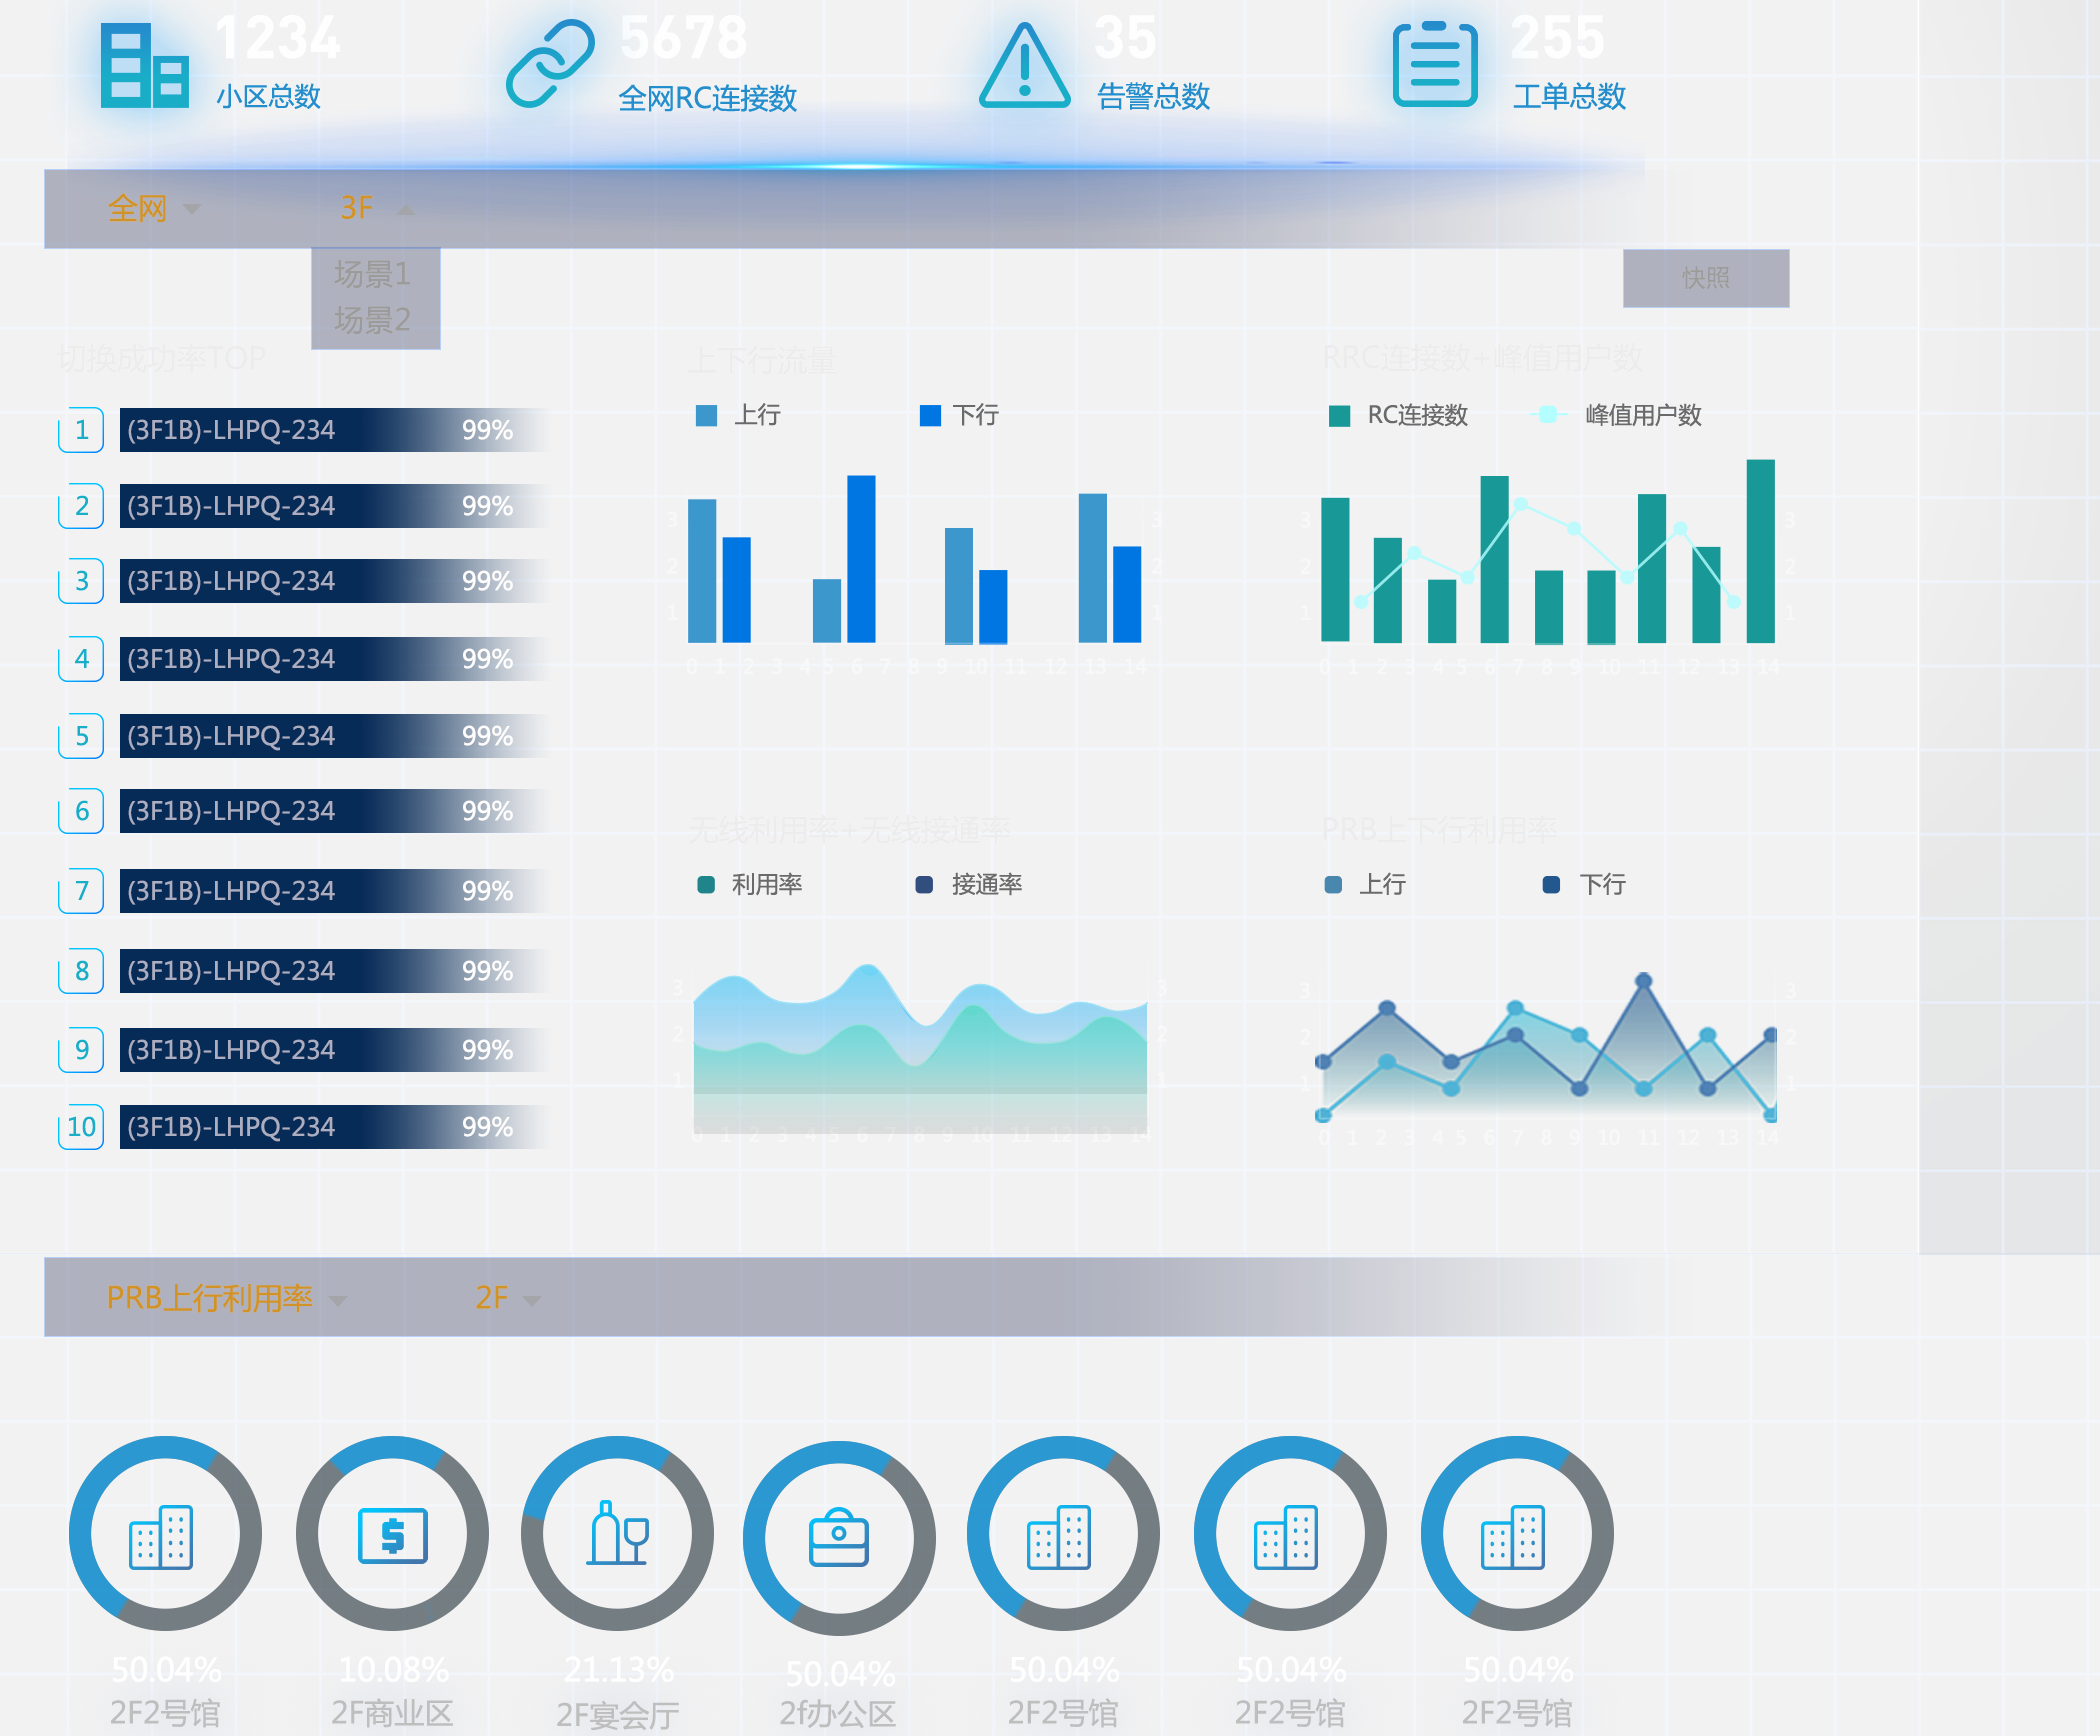 1234
小区总数
5678
全网RC连接数
35
告警总数
255
工单总数
全网
3F
场景1
场景2
快照
切换成功率TOP
1 (3F1B)-LHPQ-234 99%
2 (3F1B)-LHPQ-234 99%
3 (3F1B)-LHPQ-234 99%
4 (3F1B)-LHPQ-234 99%
5 (3F1B)-LHPQ-234 99%
6 (3F1B)-LHPQ-234 99%
7 (3F1B)-LHPQ-234 99%
8 (3F1B)-LHPQ-234 99%
9 (3F1B)-LHPQ-234 99%
10 (3F1B)-LHPQ-234 99%
上下行流量
上行 下行
3 3
2 2
1 1
0 1 2 3 4 5 6 7 8 9 10 11 12 13 14
RRC连接数+峰值用户数
RC连接数 峰值用户数
3 3
2 2
1 1
0 1 2 3 4 5 6 7 8 9 10 11 12 13 14
无线利用率+无线接通率
利用率 接通率
3 3
2 2
1 1
0 1 2 3 4 5 6 7 8 9 10 11 12 13 14
PRB上下行利用率
上行 下行
3 3
2 2
1 1
0 1 2 3 4 5 6 7 8 9 10 11 12 13 14
PRB上行利用率
2F
50.04%
2F2号馆
10.08%
2F商业区
21.13%
2F宴会厅
50.04%
2f办公区
50.04%
2F2号馆
50.04%
2F2号馆
50.04%
2F2号馆